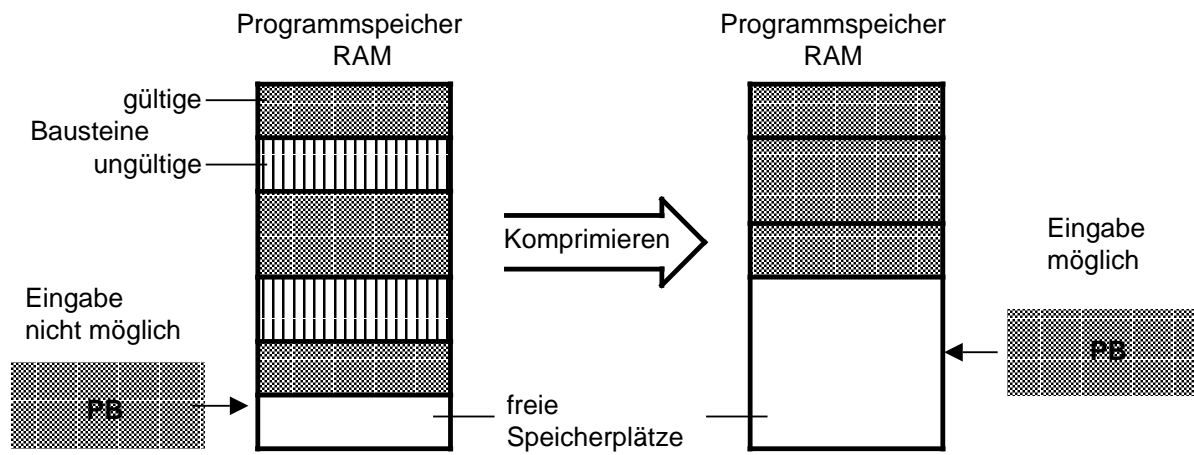 Programmspeicher
RAM
Programmspeicher
RAM
gültige
Bausteine
ungültige
Komprimieren
Eingabe
möglich
Eingabe
nicht möglich
PB
PB
freie
Speicherplätze